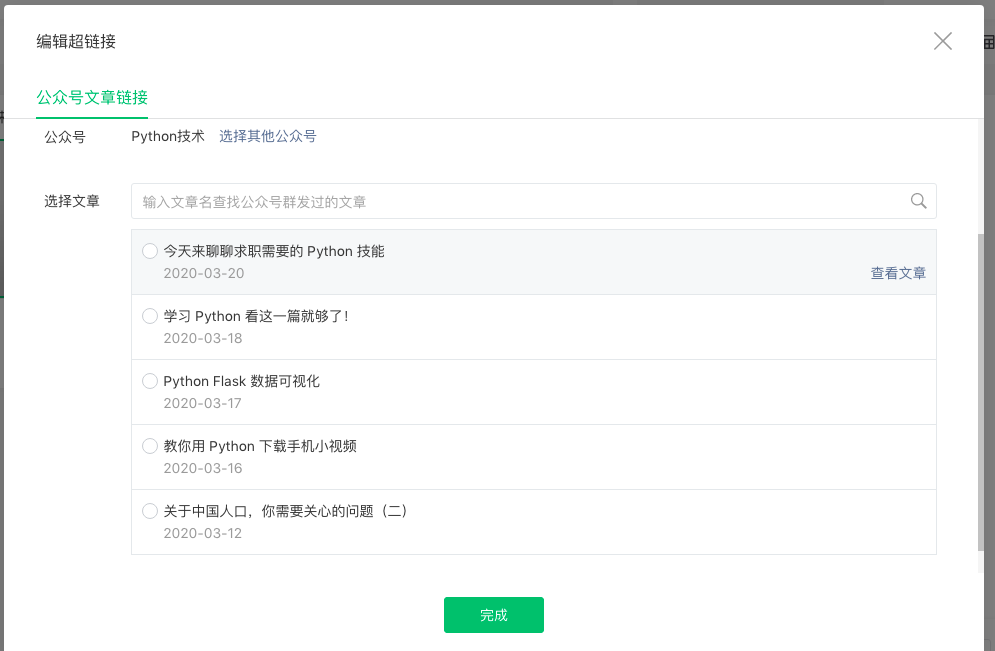 编辑超链接
公众号文章链接
公众号 Python技术 选择其他公众号
选择文章 输入文章名查找公众号群发过的文章
今天来聊聊求职需要的 Python 技能
2020-03-20 查看文章
学习 Python 看这一篇就够了！
2020-03-18
Python Flask 数据可视化
2020-03-17
教你用 Python 下载手机小视频
2020-03-16
关于中国人口，你需要关心的问题（二）
2020-03-12
完成